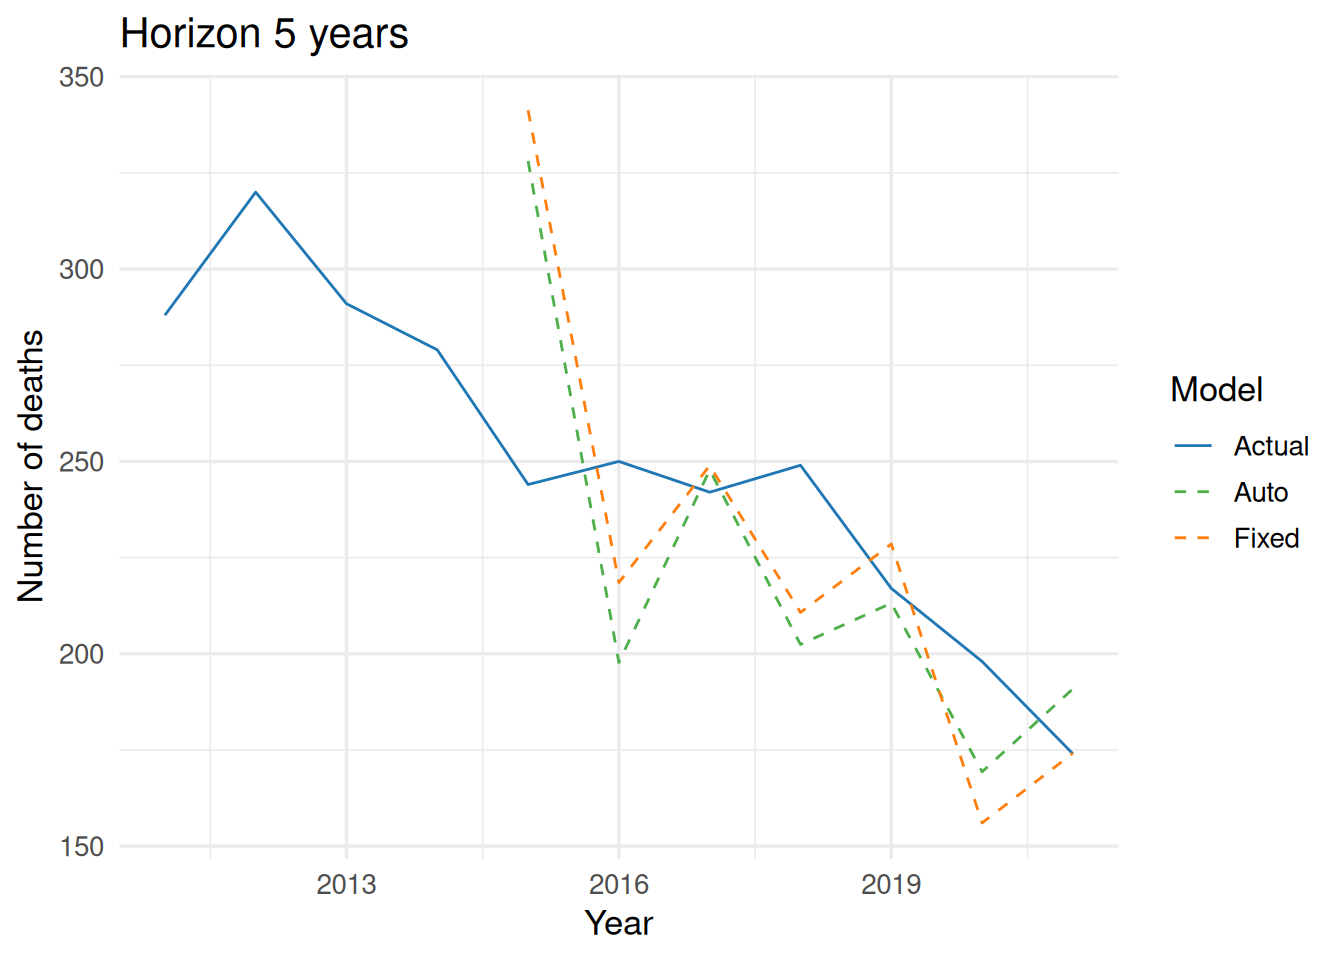 Horizon 5 years
350
300
250
200
150
Number of deaths
2013
2016
2019
Year
Model
Actual
Auto
Fixed